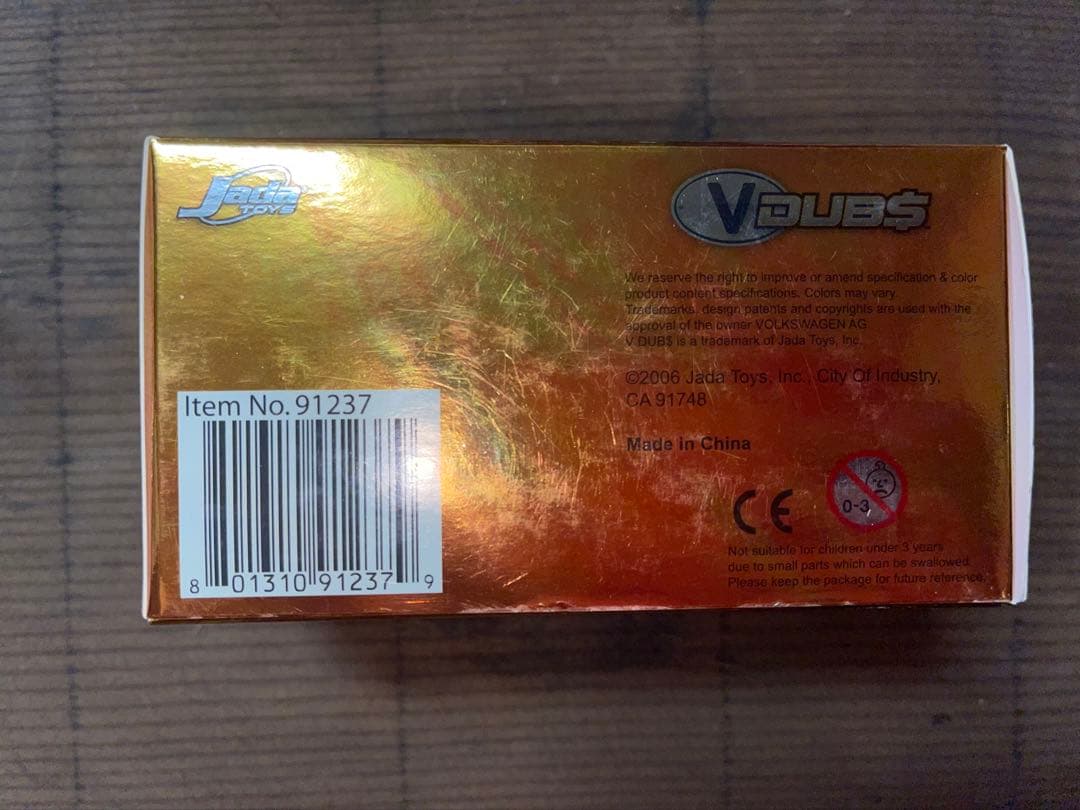 Jada
TOYS
V DUB$
We reserve the right to improve or amend specification & color
product content specifications. Colors may vary.
Trademarks, design patents and copyrights are used with the
approval of the owner VOLKSWAGEN AG
V DUB$ is a trademark of Jada Toys, Inc.
©2006 Jada Toys, Inc., City Of Industry,
CA 91748
Made in China
Item No. 91237
8 01310 91237 9
CE
0-3
Not suitable for children under 3 years
due to small parts which can be swallowed.
Please keep the package for future reference.